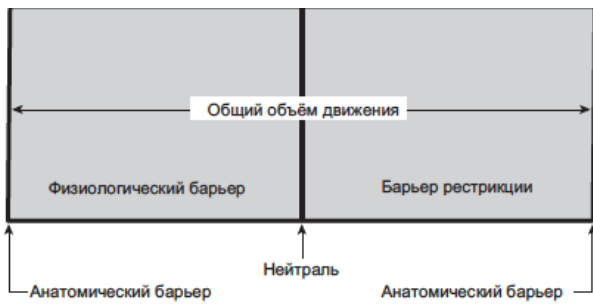 Общий объём движения
Физиологический барьер
Барьер рестрикции
Нейтраль
Анатомический барьер
Анатомический барьер